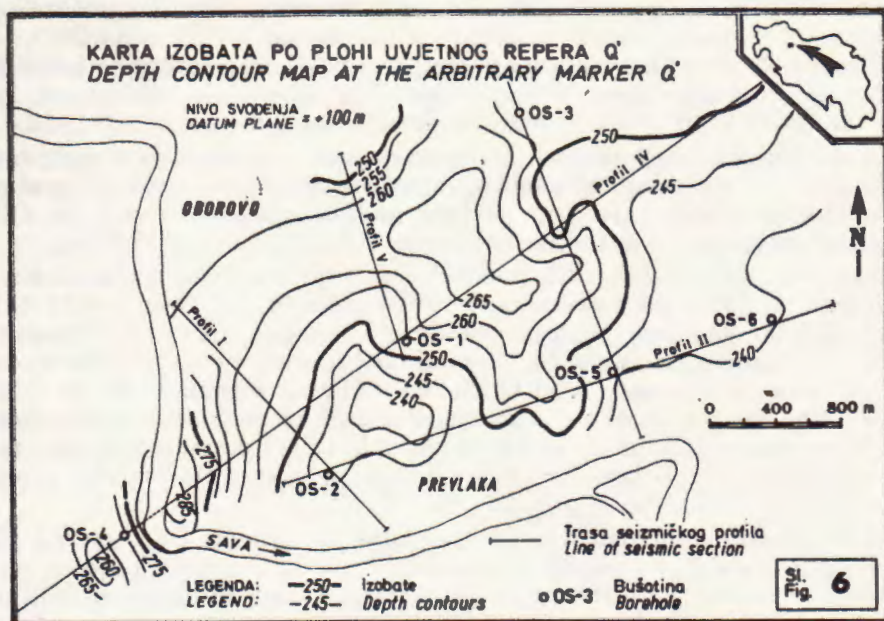 KARTA IZOBATA PO PLOHI UVJETNOG REPERA Q'
DEPTH CONTOUR MAP AT THE ARBITRARY MARKER Q'
NIVO SVOĐENJA
DATUM PLANE = +100m
OS-3
250
255
260
250
Profil IV
245
OBOROVO
Profil V
N
265
260
OS-6
Profil I
OS-1
250
245
240
OS-5
Profil II
240
0 400 800 m
275
285
OS-2
PREVLAKA
OS-4
SAVA
260
265
275
Trasa seizmičkog profila
Line of seismic section
LEGENDA: -250- Izobate
LEGEND: -245- Depth contours
OS-3 Bušotina
Borehole
Sl.
Fig. 6